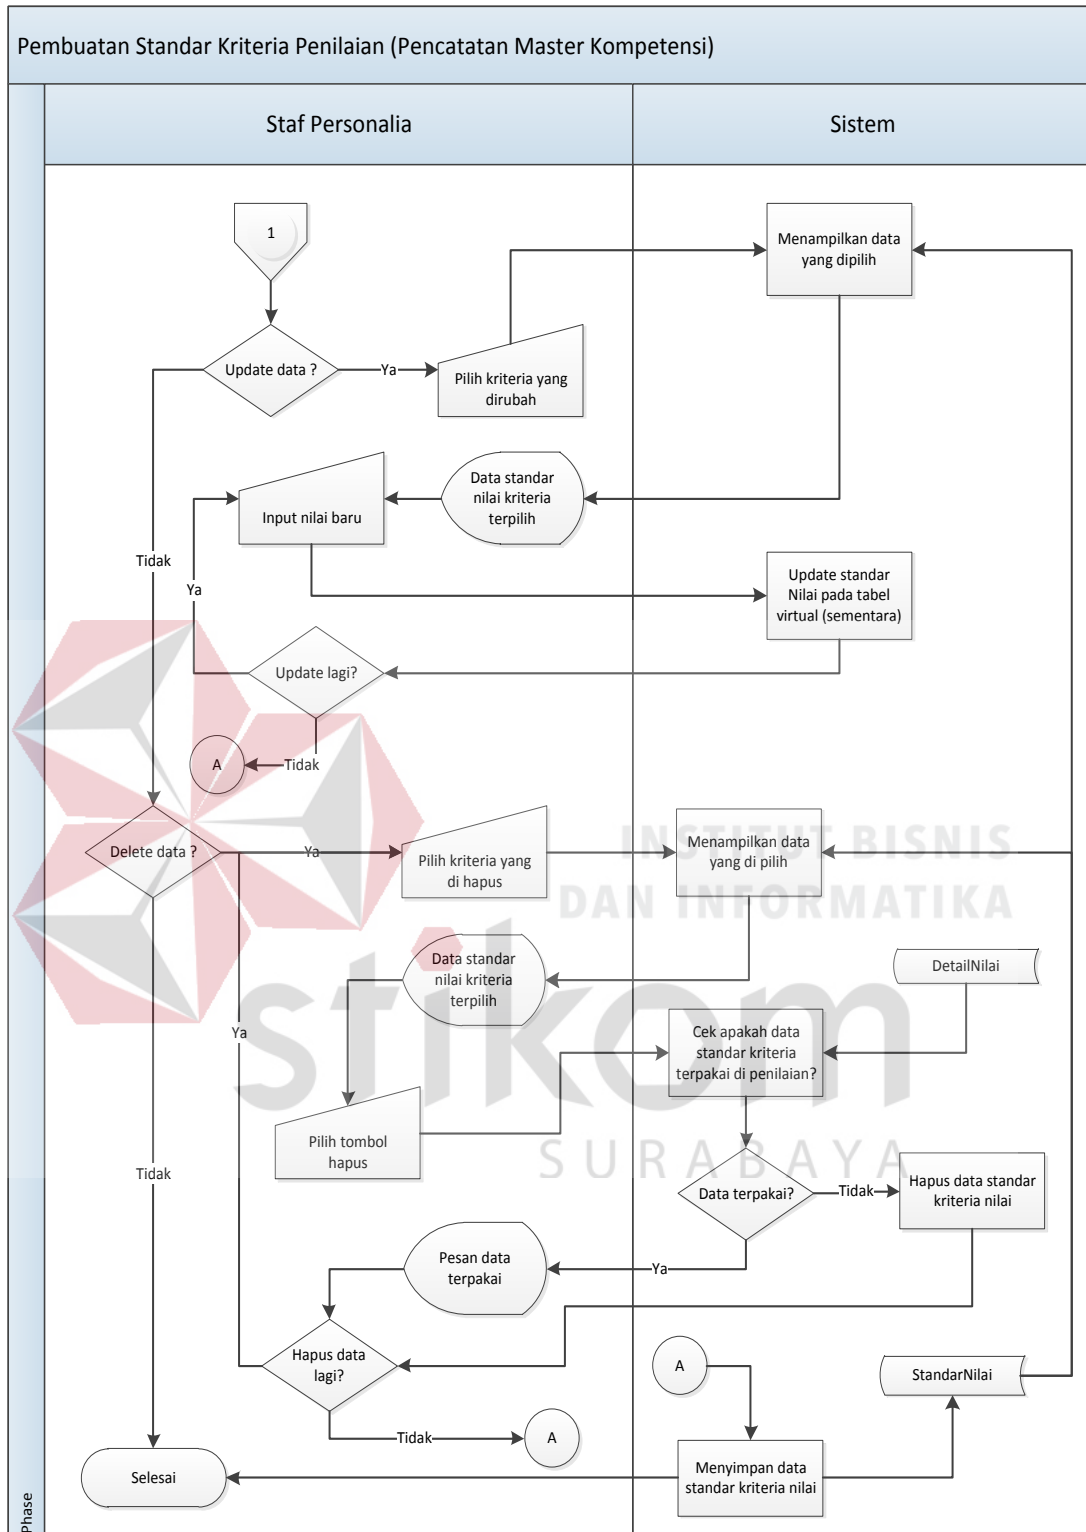 Pembuatan Standar Kriteria Penilaian (Pencatatan Master Kompetensi)
Staf Personalia
Sistem
1
Menampilkan data
yang dipilih
Update data ?
Ya
Pilih kriteria yang
dirubah
Data standar
nilai kriteria
terpilih
Input nilai baru
Tidak
Ya
Update standar
Nilai pada tabel
virtual (sementara)
Update lagi?
Tidak
A
Delete data ?
Ya
Pilih kriteria yang
di hapus
Menampilkan data
yang di pilih
INSTITUT BISNIS
DAN INFORMATIKA
Data standar
nilai kriteria
terpilih
DetailNilai
stikom
Ya
Cek apakah data
standar kriteria
terpakai di penilaian?
Pilih tombol
hapus
SURABAYA
Tidak
Data terpakai?
Tidak
Hapus data standar
kriteria nilai
Pesan data
terpakai
Ya
Hapus data
lagi?
A
StandarNilai
Tidak
A
Selesai
Menyimpan data
standar kriteria nilai
Phase